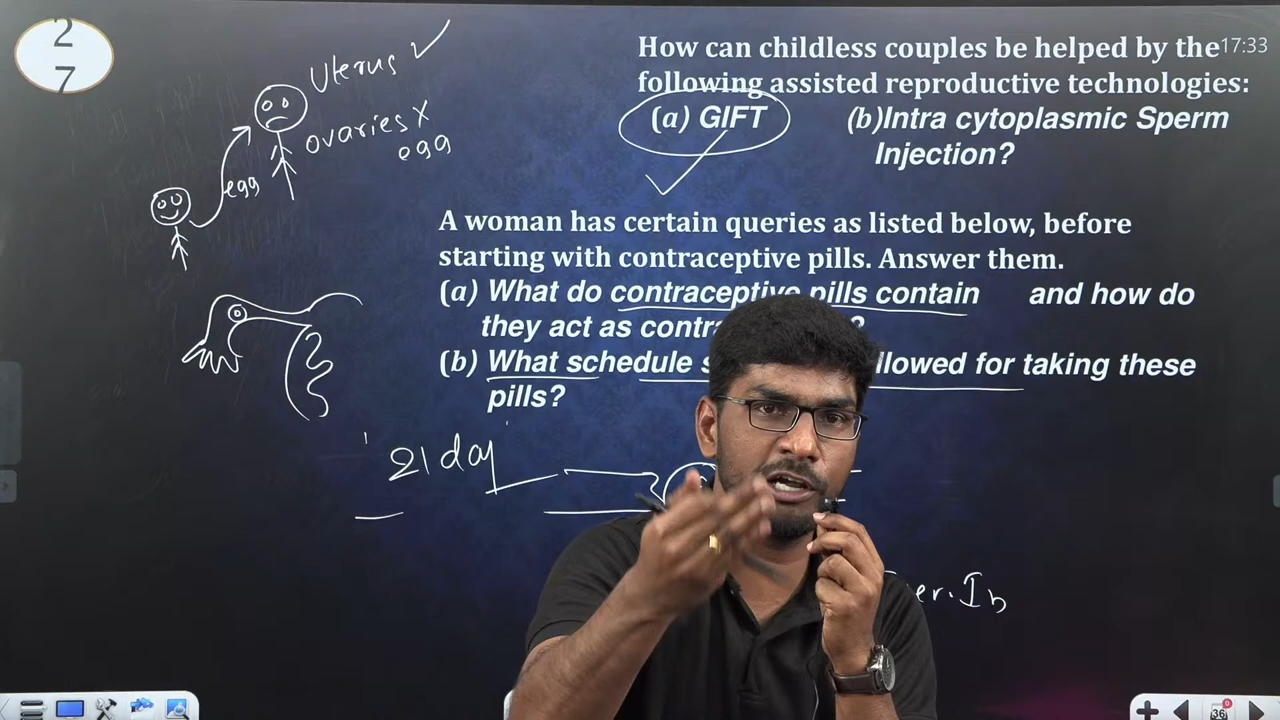 2
7
17:33
How can childless couples be helped by the
following assisted reproductive technologies:
(a) GIFT (b)Intra cytoplasmic Sperm
Injection?
Uterus
ovaries x
egg
egg
A woman has certain queries as listed below, before
starting with contraceptive pills. Answer them.
(a) What do contraceptive pills contain and how do
they act as
(b) What schedule allowed for taking these
pills?
21 day
36